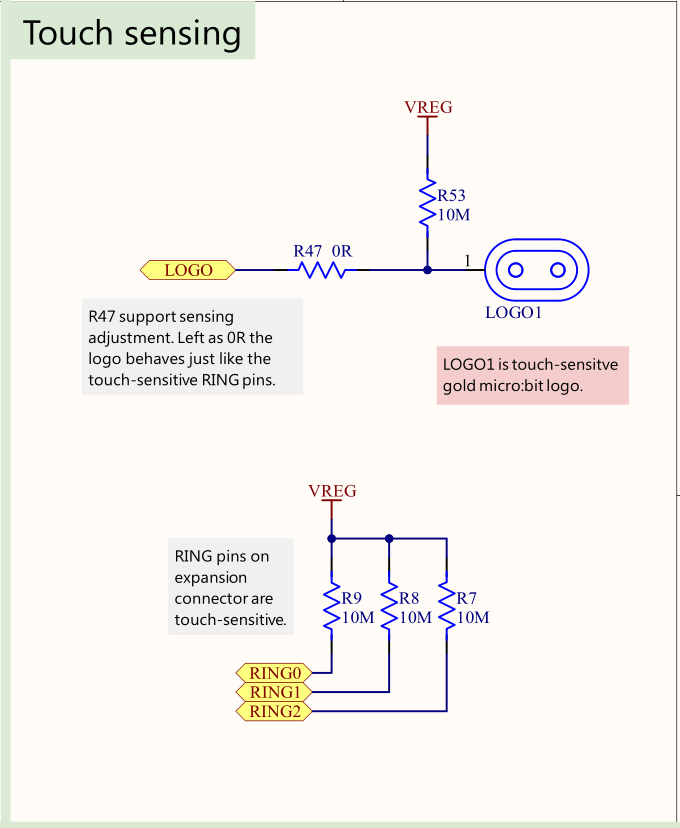 Touch sensing
VREG
R53
10M
R47 0R
LOGO
1
LOGO1
R47 support sensing
adjustment. Left as 0R the
logo behaves just like the
touch-sensitive RING pins.
LOGO1 is touch-sensitve
gold micro:bit logo.
VREG
RING pins on
expansion
connector are
touch-sensitive.
R9
10M
R8
10M
R7
10M
RING0
RING1
RING2